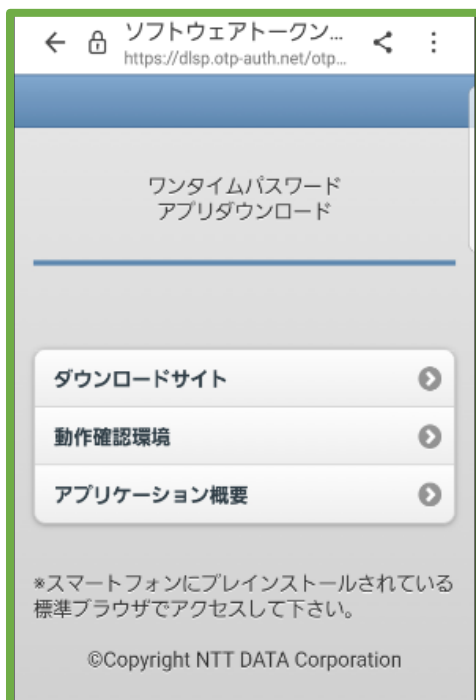 ソフトウェアトークン...
https://dlsp.otp-auth.net/otp...
ワンタイムパスワード
アプリダウンロード
ダウンロードサイト
動作確認環境
アプリケーション概要
※スマートフォンにプレインストールされている
標準ブラウザでアクセスして下さい。
©Copyright NTT DATA Corporation